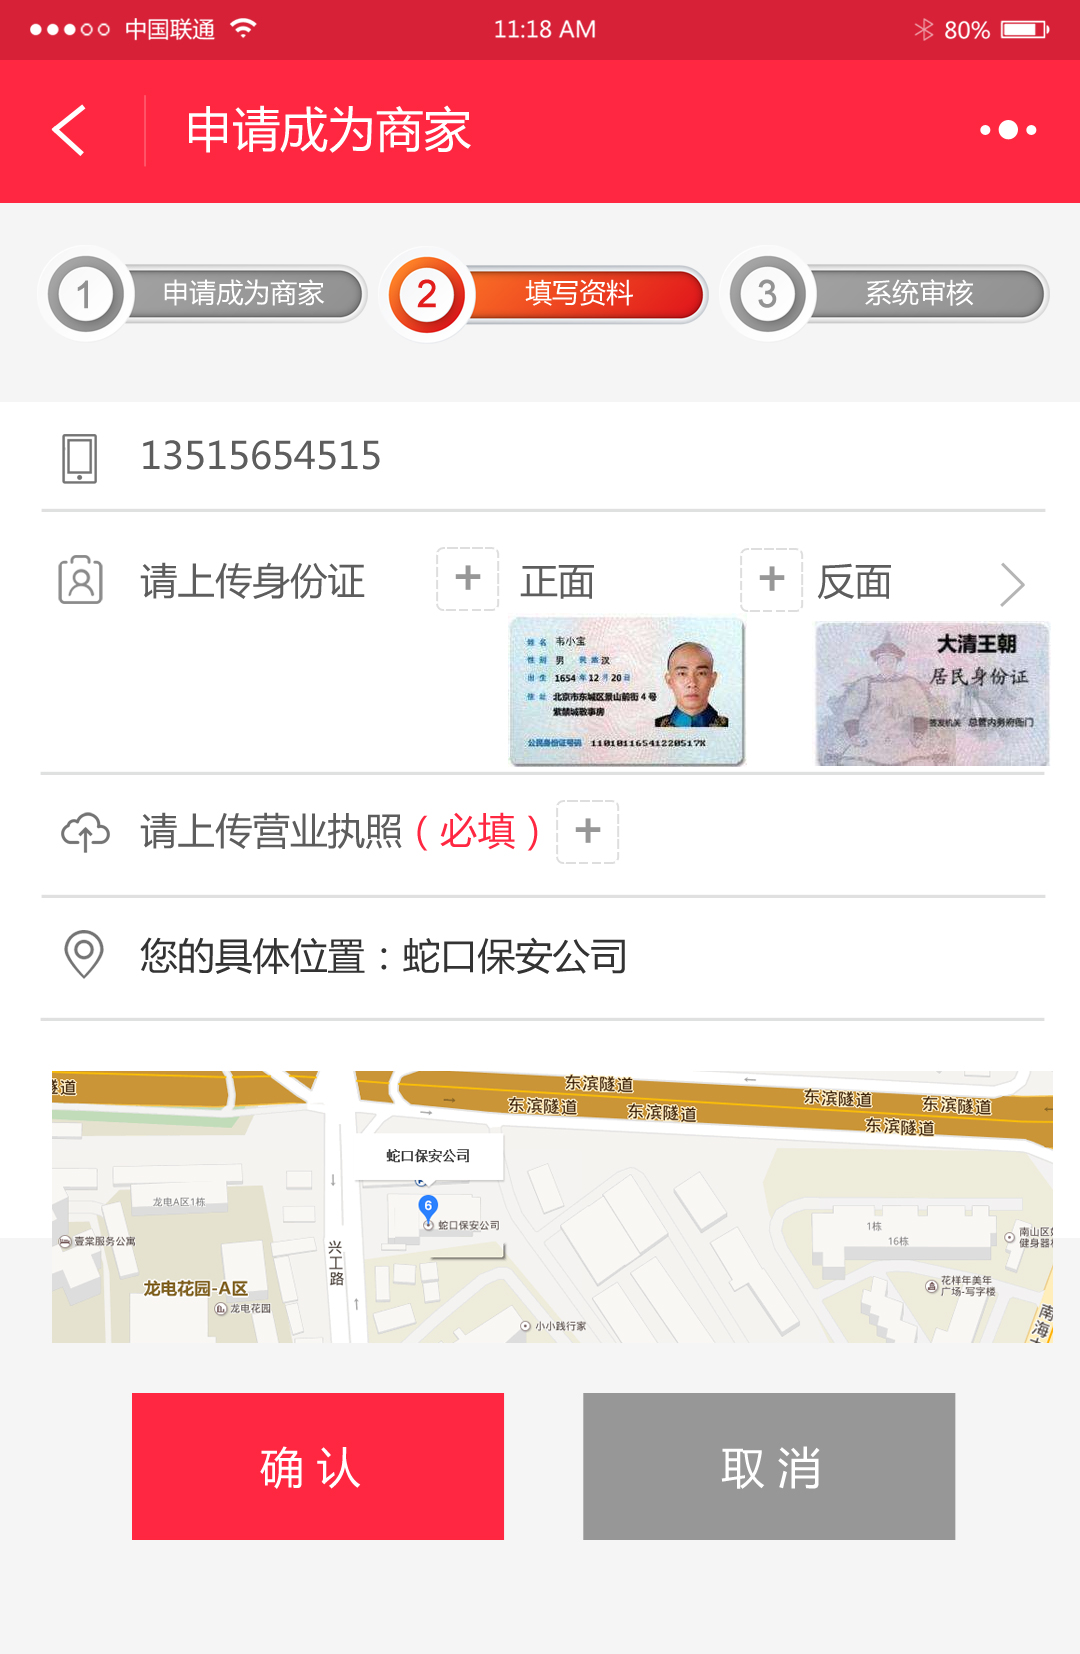 中国联通 11:18 AM 80%
申请成为商家
1 申请成为商家 2 填写资料 3 系统审核
13515654515
请上传身份证 + 正面 + 反面
姓名 韦小宝
性别 男 民族 汉
出生 1654 年 12 月 20 日
住址 北京市东城区景山前街 4 号
紫禁城敬事房
公民身份证号码 11010116541220517X
大清王朝
居民身份证
签发机关 总管内务府衙门
请上传营业执照(必填) +
您的具体位置：蛇口保安公司
隧道 东滨隧道 东滨隧道 东滨隧道
东滨隧道 东滨隧道 东滨隧道
蛇口保安公司
龙电A区1栋
6
蛇口保安公司
1栋
16栋
壹棠服务公寓
兴工路
南山区
健身器
龙电花园-A区
龙电花园
花样年美年
广场-写字楼
小小践行家
南海
确 认 取 消